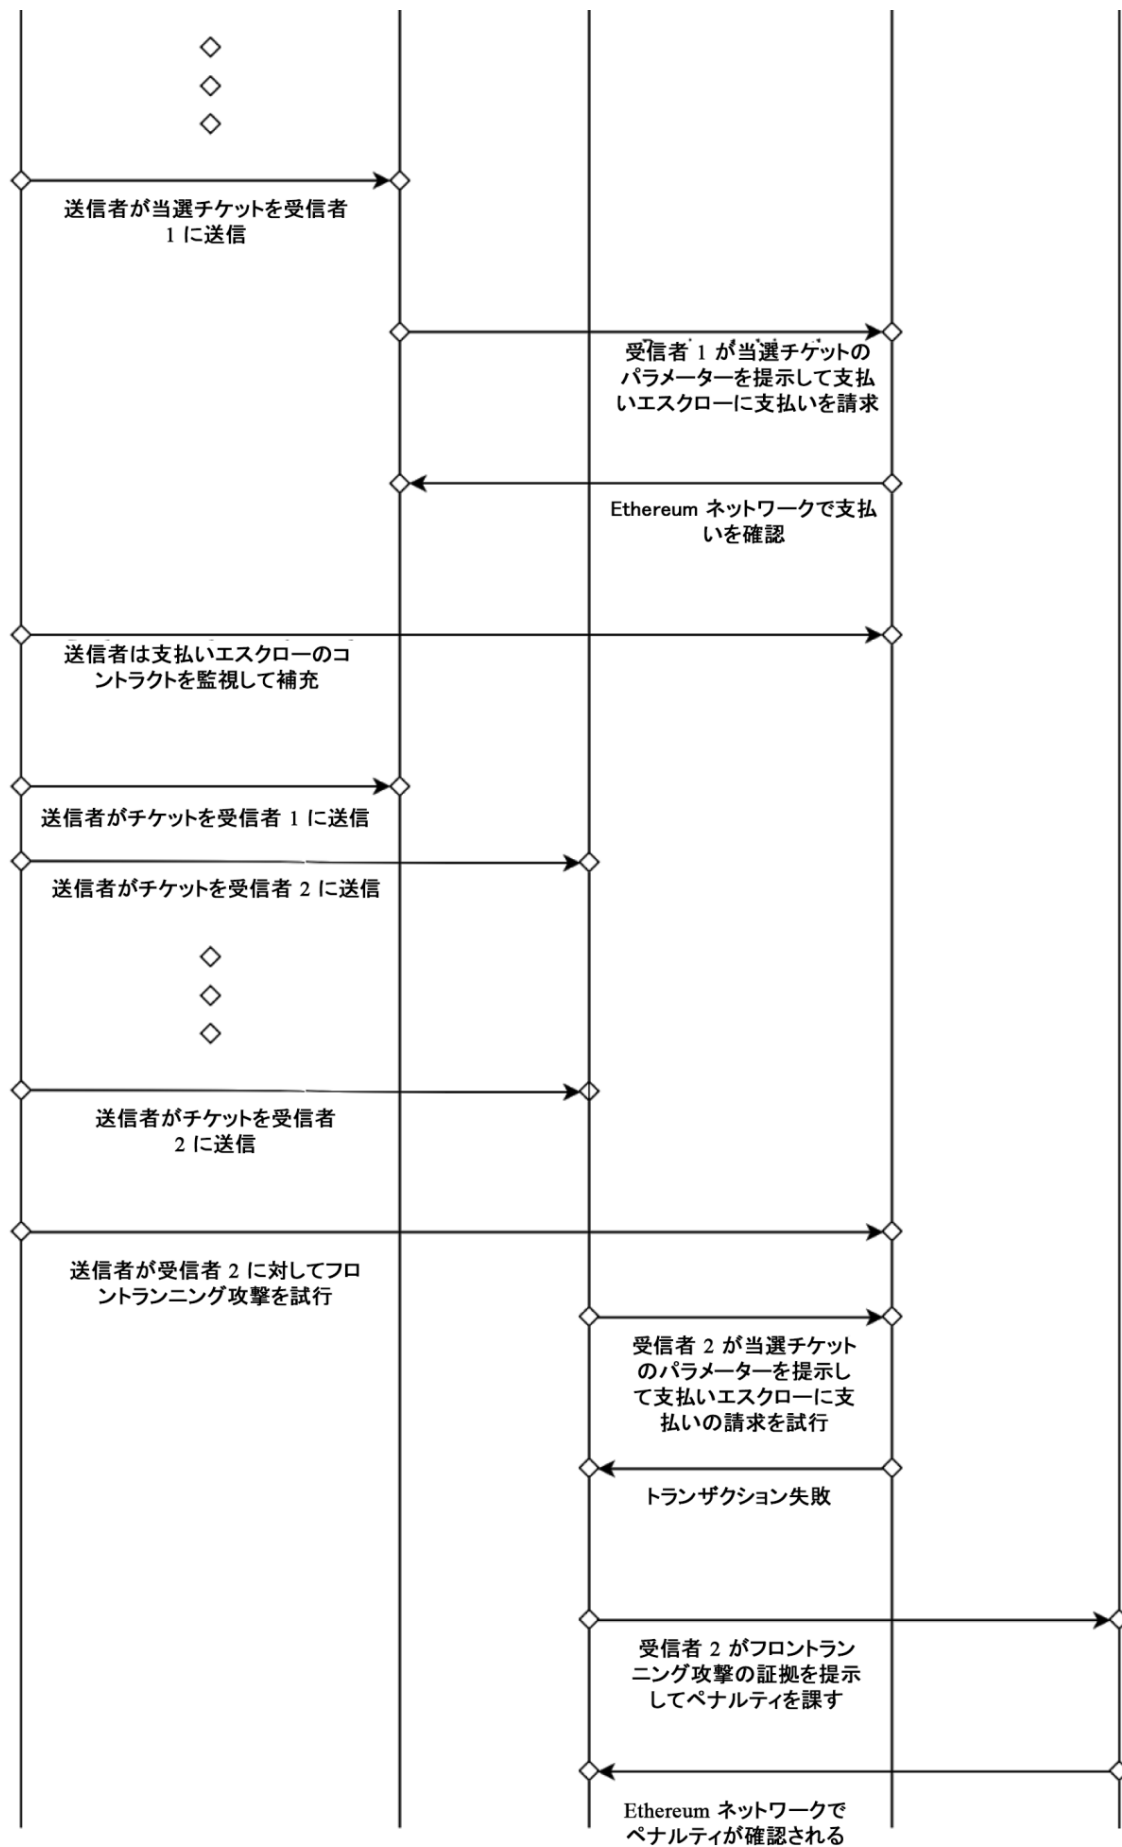 送信者が当選チケットを受信者
1 に送信
受信者 1 が当選チケットの
パラメーターを提示して支払
いエスクローに支払いを請求
Ethereum ネットワークで支払
いを確認
送信者は支払いエスクローのコ
ントラクトを監視して補充
送信者がチケットを受信者 1 に送信
送信者がチケットを受信者 2 に送信
送信者がチケットを受信者
2 に送信
送信者が受信者 2 に対してフロ
ントランニング攻撃を試行
受信者 2 が当選チケット
のパラメーターを提示し
て支払いエスクローに支
払いの請求を試行
トランザクション失敗
受信者 2 がフロントラン
ニング攻撃の証拠を提示
してペナルティを課す
Ethereum ネットワークで
ペナルティが確認される